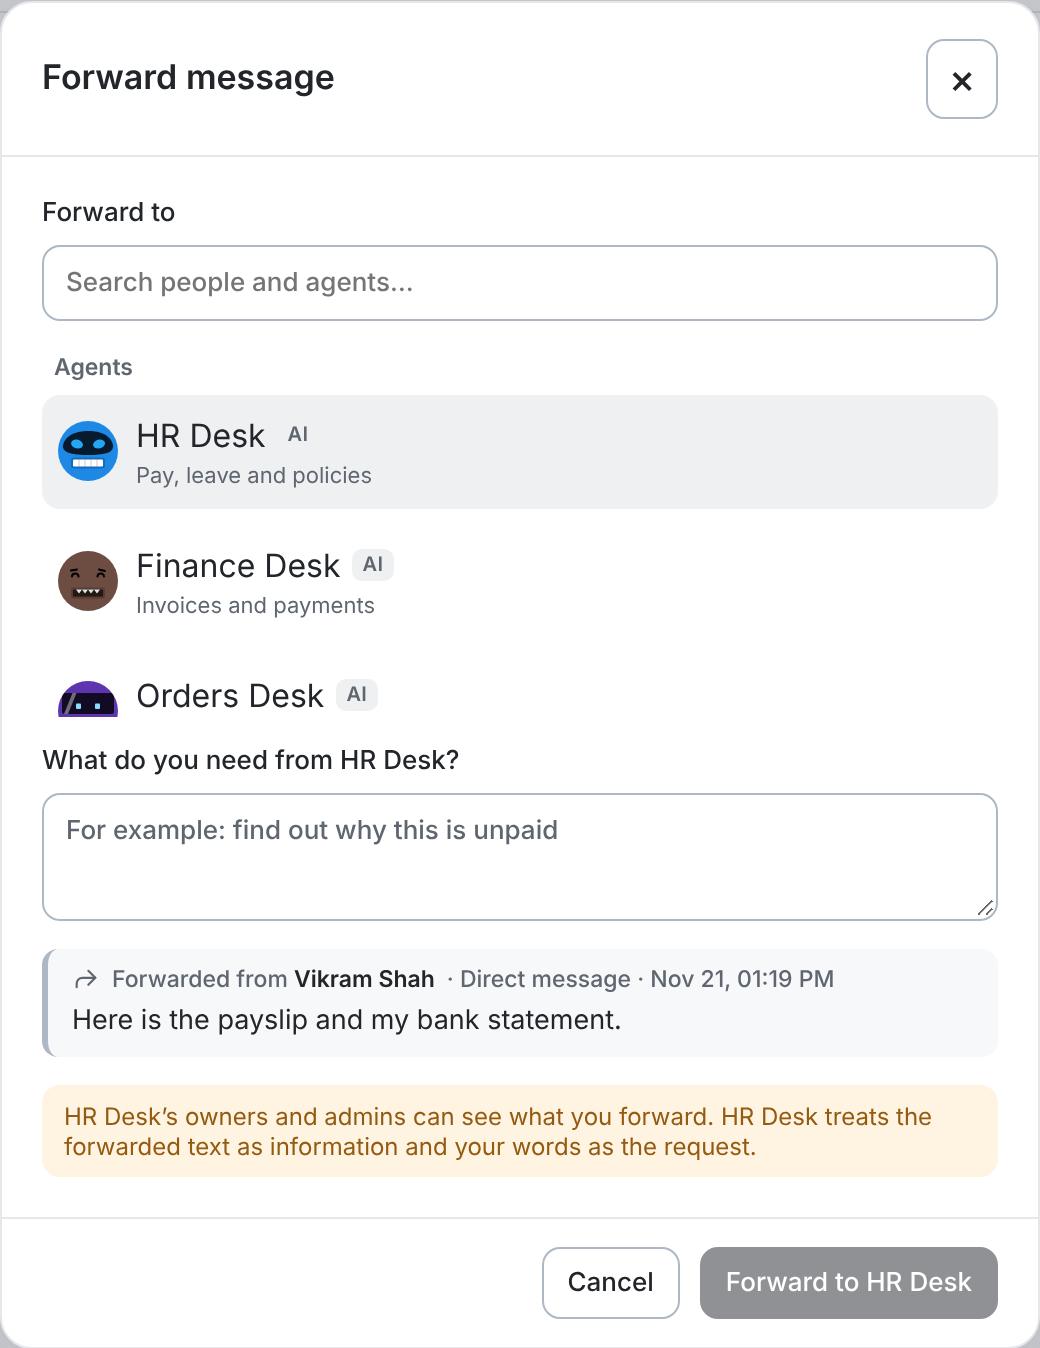 Forward message
Forward to
Search people and agents...
Agents
HR Desk AI
Pay, leave and policies
Finance Desk AI
Invoices and payments
Orders Desk AI
What do you need from HR Desk?
For example: find out why this is unpaid
Forwarded from Vikram Shah · Direct message · Nov 21, 01:19 PM
Here is the payslip and my bank statement.
HR Desk’s owners and admins can see what you forward. HR Desk treats the
forwarded text as information and your words as the request.
Cancel Forward to HR Desk